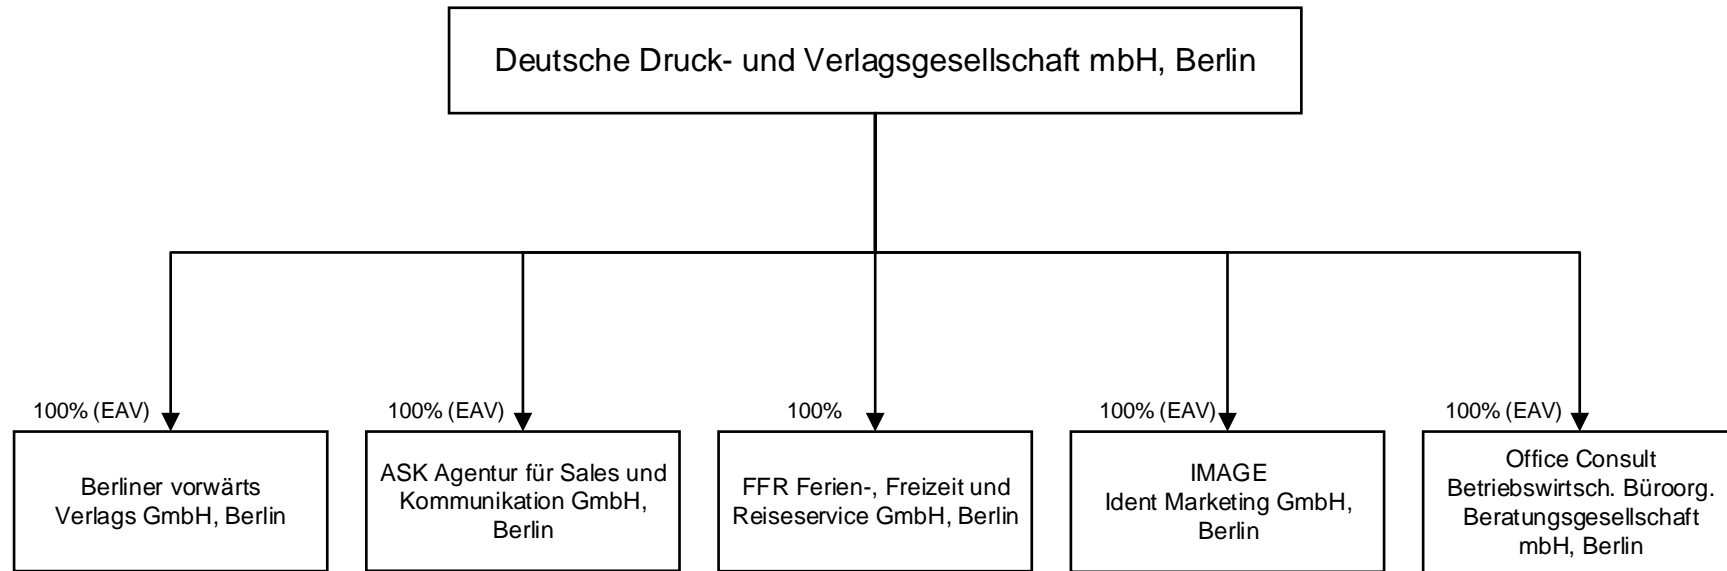 Deutsche Druck- und Verlagsgesellschaft mbH, Berlin
100% (EAV)
100% (EAV)
100%
100% (EAV)
100% (EAV)
Berliner vorwärts
Verlags GmbH, Berlin
ASK Agentur für Sales und
Kommunikation GmbH,
Berlin
FFR Ferien-, Freizeit und
Reiseservice GmbH, Berlin
IMAGE
Ident Marketing GmbH,
Berlin
Office Consult
Betriebswirtsch. Büroorg.
Beratungsgesellschaft
mbH, Berlin